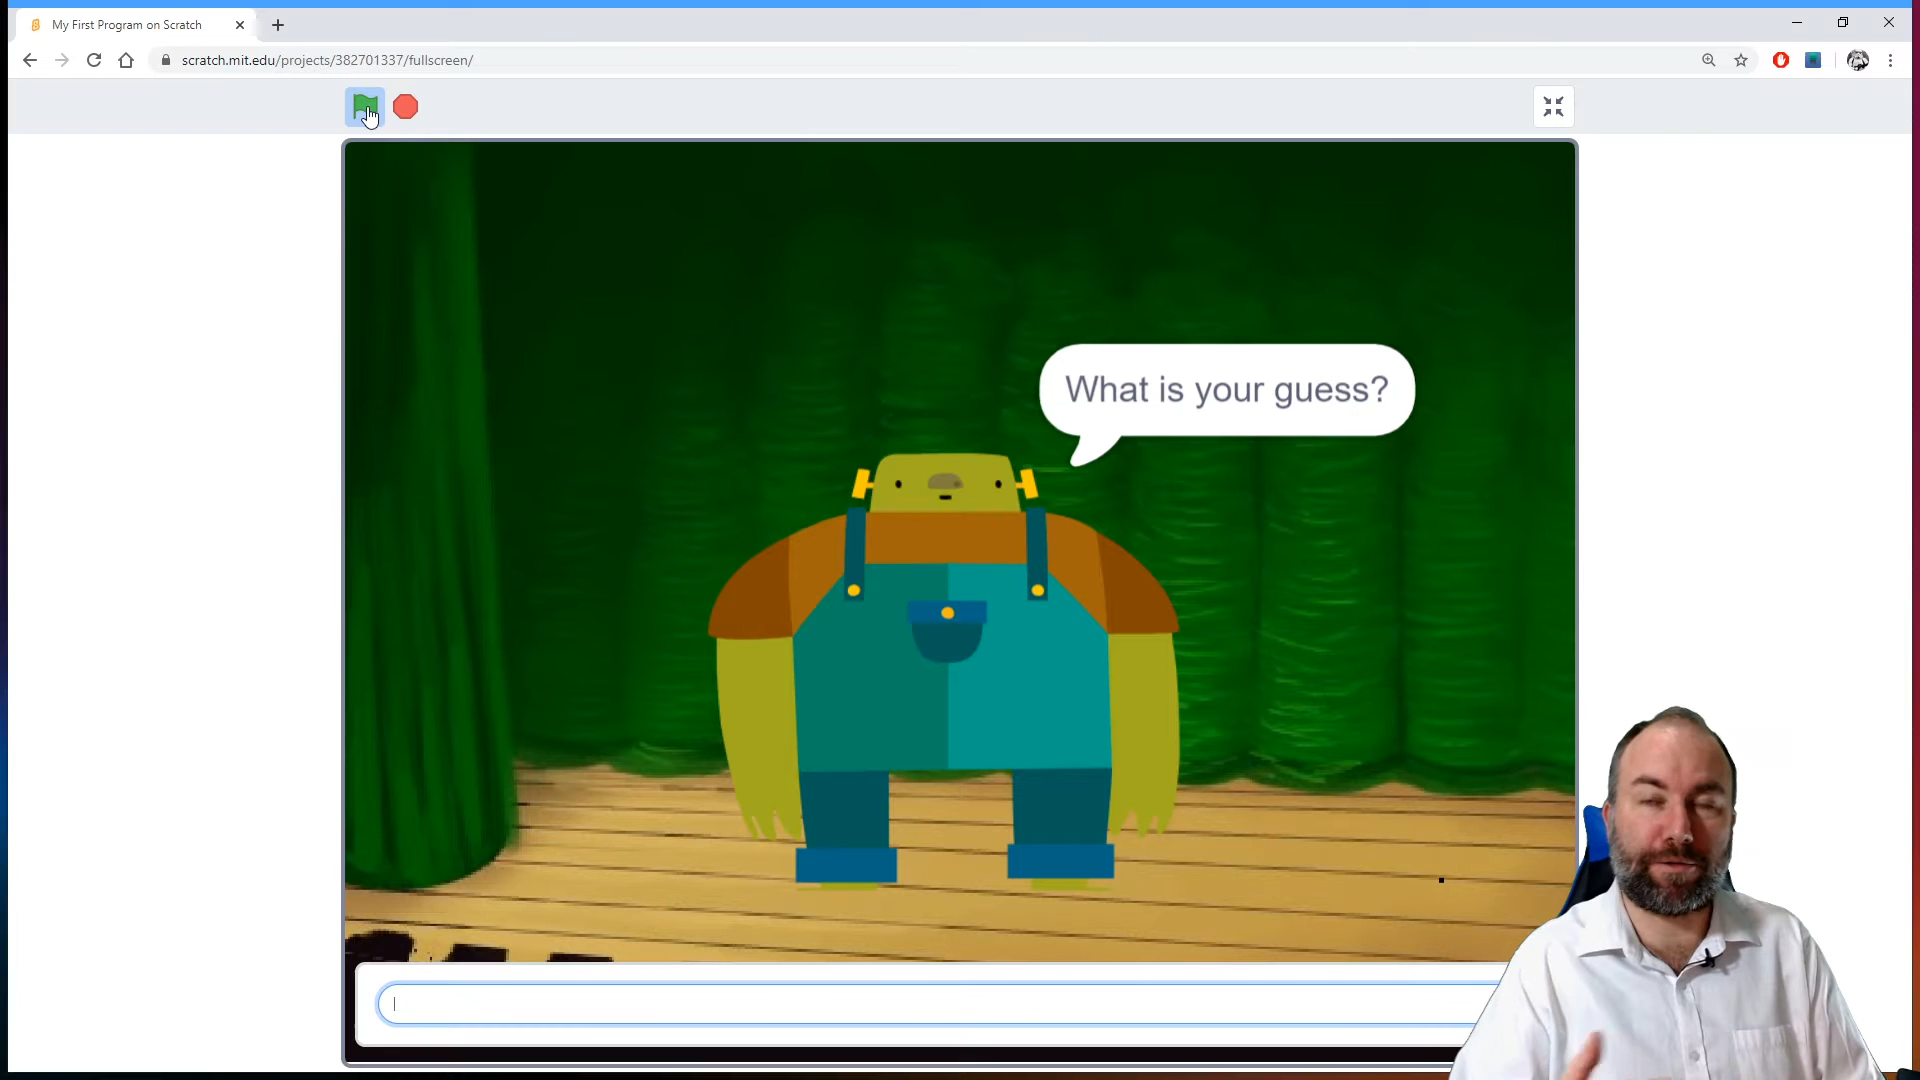 My First Program on Scratch
scratch.mit.edu/projects/382701337/fullscreen/
What is your guess?